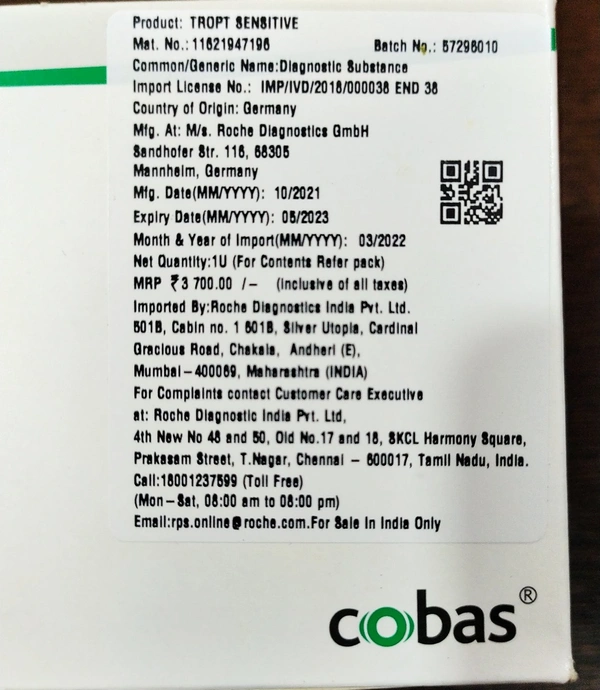 Product: TROPT SENSITIVE
Mat. No.: 11621947196 Batch No.: 57296010
Common/Generic Name:Diagnostic Substance
Import License No.: IMP/IVD/2018/000038 END 38
Country of Origin: Germany
Mfg. At: M/s. Roche Diagnostics GmbH
Sandhofer Str. 116, 68305
Mannheim, Germany
Mfg. Date(MM/YYYY): 10/2021
Expiry Date(MM/YYYY): 05/2023
Month & Year of Import(MM/YYYY): 03/2022
Net Quantity:1U (For Contents Refer pack)
MRP ₹3 700.00 /- (inclusive of all taxes)
Imported By:Roche Diagnostics India Pvt. Ltd.
501B, Cabin no. 1 501B, Silver Utopia, Cardinal
Gracious Road, Chakala, Andheri (E),
Mumbai-400069, Maharashtra (INDIA)
For Complaints contact Customer Care Executive
at: Roche Diagnostic India Pvt. Ltd,
4th New No 48 and 50, Old No.17 and 18, SKCL Harmony Square,
Prakasam Street, T.Nagar, Chennai - 600017, Tamil Nadu, India.
Call:18001237599 (Toll Free)
(Mon-Sat, 08:00 am to 08:00 pm)
Email:rps.online@roche.com.For Sale In India Only
cobas®